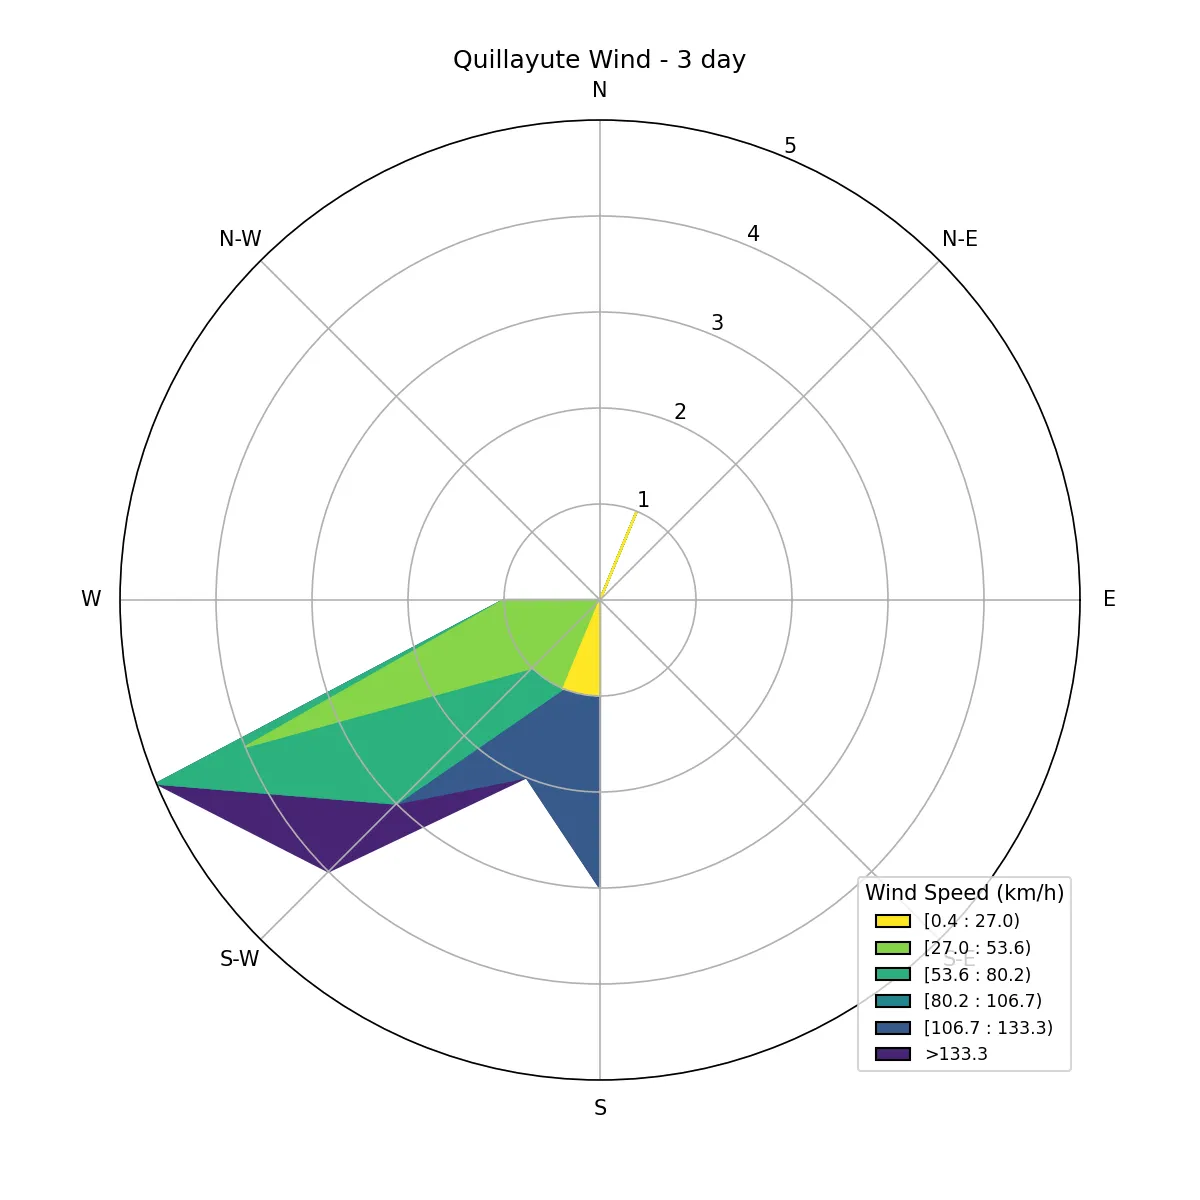 Quillayute Wind - 3 day
N
5
N-W
N-E
4
3
2
1
W
E
S-W
S-E
S
Wind Speed (km/h)
[0.4 : 27.0)
[27.0 : 53.6)
[53.6 : 80.2)
[80.2 : 106.7)
[106.7 : 133.3)
>133.3